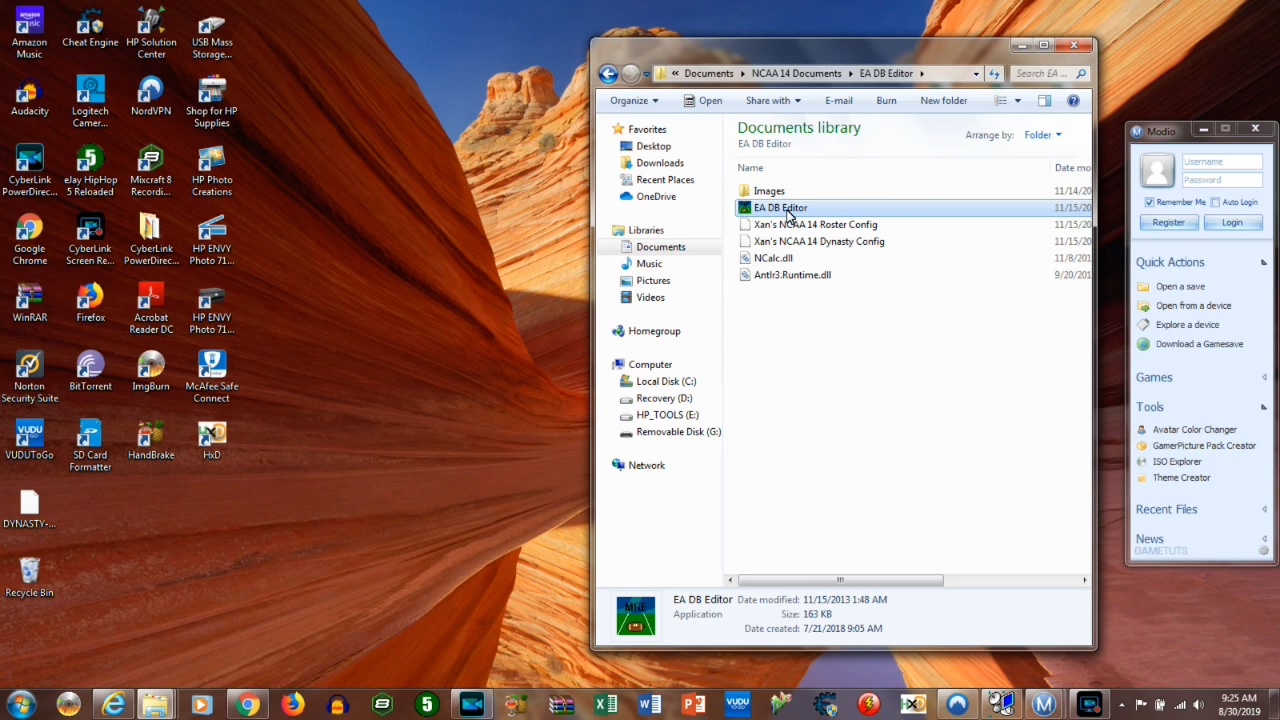 Amazon Music
Cheat Engine
HP Solution Center
USB Mass Storage...
Audacity
Logitech Camer...
NordVPN
Shop for HP Supplies
CyberLink PowerDirec...
elay HipHop 5 Reloaded
Mixcraft 8 Recordi...
HP Photo Creations
Google Chrome
CyberLink Screen Re...
CyberLink PowerDirec...
HP ENVY Photo 71...
WinRAR
Firefox
Acrobat Reader DC
HP ENVY Photo 71...
Norton Security Suite
BitTorrent
ImgBurn
McAfee Safe Connect
VUDUToGo
SD Card Formatter
HandBrake
HxD
DYNASTY-...
Recycle Bin
« Documents NCAA 14 Documents EA DB Editor
Search EA ...
Organize Open Share with E-mail Burn New folder
Favorites
Desktop
Downloads
Recent Places
OneDrive
Libraries
Documents
Music
Pictures
Videos
Homegroup
Computer
Local Disk (C:)
Recovery (D:)
HP_TOOLS (E:)
Removable Disk (G:)
Network
Documents library
EA DB Editor
Arrange by: Folder
Name Date mo
Images 11/14/20
EA DB Editor 11/15/20
Xan's NCAA 14 Roster Config 11/15/20
Xan's NCAA 14 Dynasty Config 11/15/20
NCalc.dll 11/8/201
Antlr3.Runtime.dll 9/20/201
MRE
EA DB Editor Date modified: 11/15/2013 1:48 AM
Application Size: 163 KB
Date created: 7/21/2018 9:05 AM
Modio
Username
Password
Remember Me Auto Login
Register Login
Quick Actions
Open a save
Open from a device
Explore a device
Download a Gamesave
Games
Tools
Avatar Color Changer
GamerPicture Pack Creator
ISO Explorer
Theme Creator
Recent Files
News
GAMETUTS
9:25 AM
8/30/2019